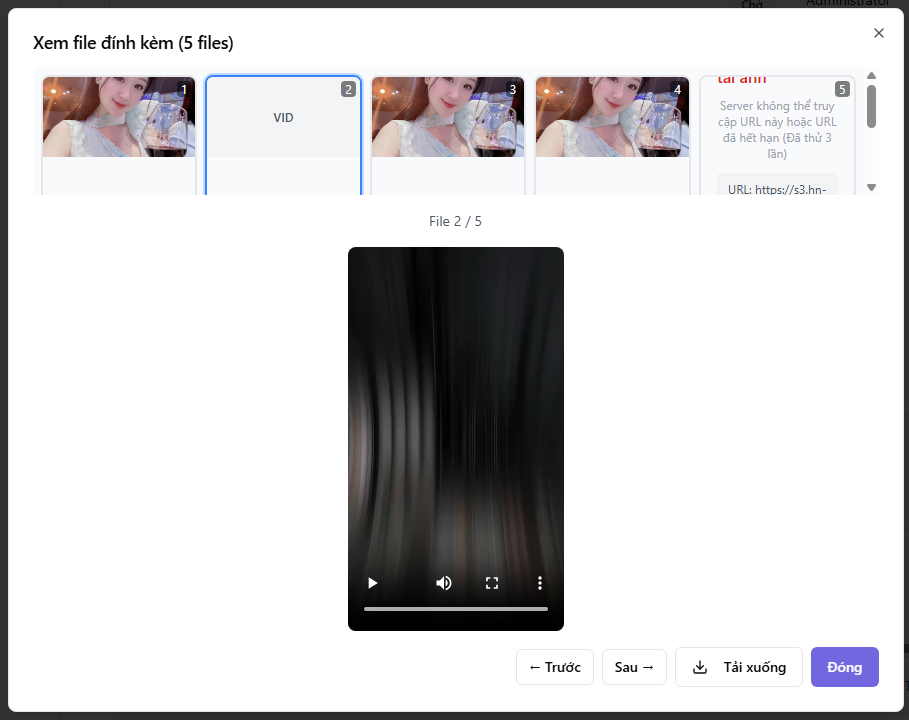 Chờ
Administrator
Xem file đính kèm (5 files)
1
VID
2
3
4
5
tải ảnh
Server không thể truy
cập URL này hoặc URL
đã hết hạn (Đã thử 3
lần)
URL: https://s3.hn-
File 2 / 5
← Trước
Sau →
Tải xuống
Đóng